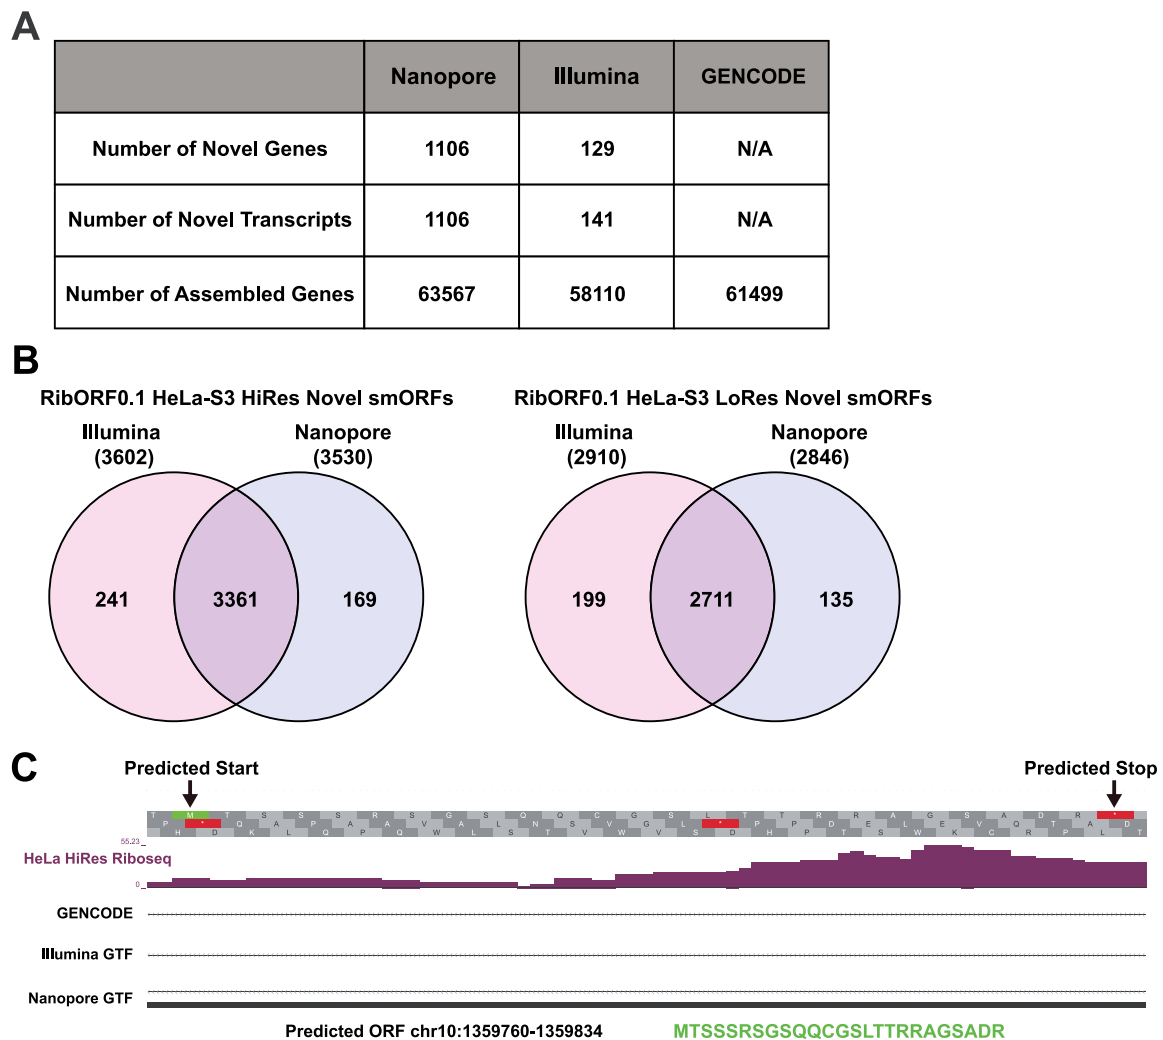 A
Nanopore Illumina GENCODE
Number of Novel Genes 1106 129 N/A
Number of Novel Transcripts 1106 141 N/A
Number of Assembled Genes 63567 58110 61499
B
RibORF0.1 HeLa-S3 HiRes Novel smORFs
Illumina (3602)
Nanopore (3530)
241 3361 169
RibORF0.1 HeLa-S3 LoRes Novel smORFs
Illumina (2910)
Nanopore (2846)
199 2711 135
C
Predicted Start Predicted Stop
T M T S S S R S G S Q Q C G S L T T R R A G S A D R *
P * Q A P A A V A L N S V G L * P P D E L E V Q T A D
H D K L Q P Q W L S T V W V S D H P T S W K C R P L T
55.23
HeLa HiRes Riboseq
0
GENCODE
Illumina GTF
Nanopore GTF
Predicted ORF chr10:1359760-1359834 MTSSSRSGSQQCGSLTTRRAGSADR